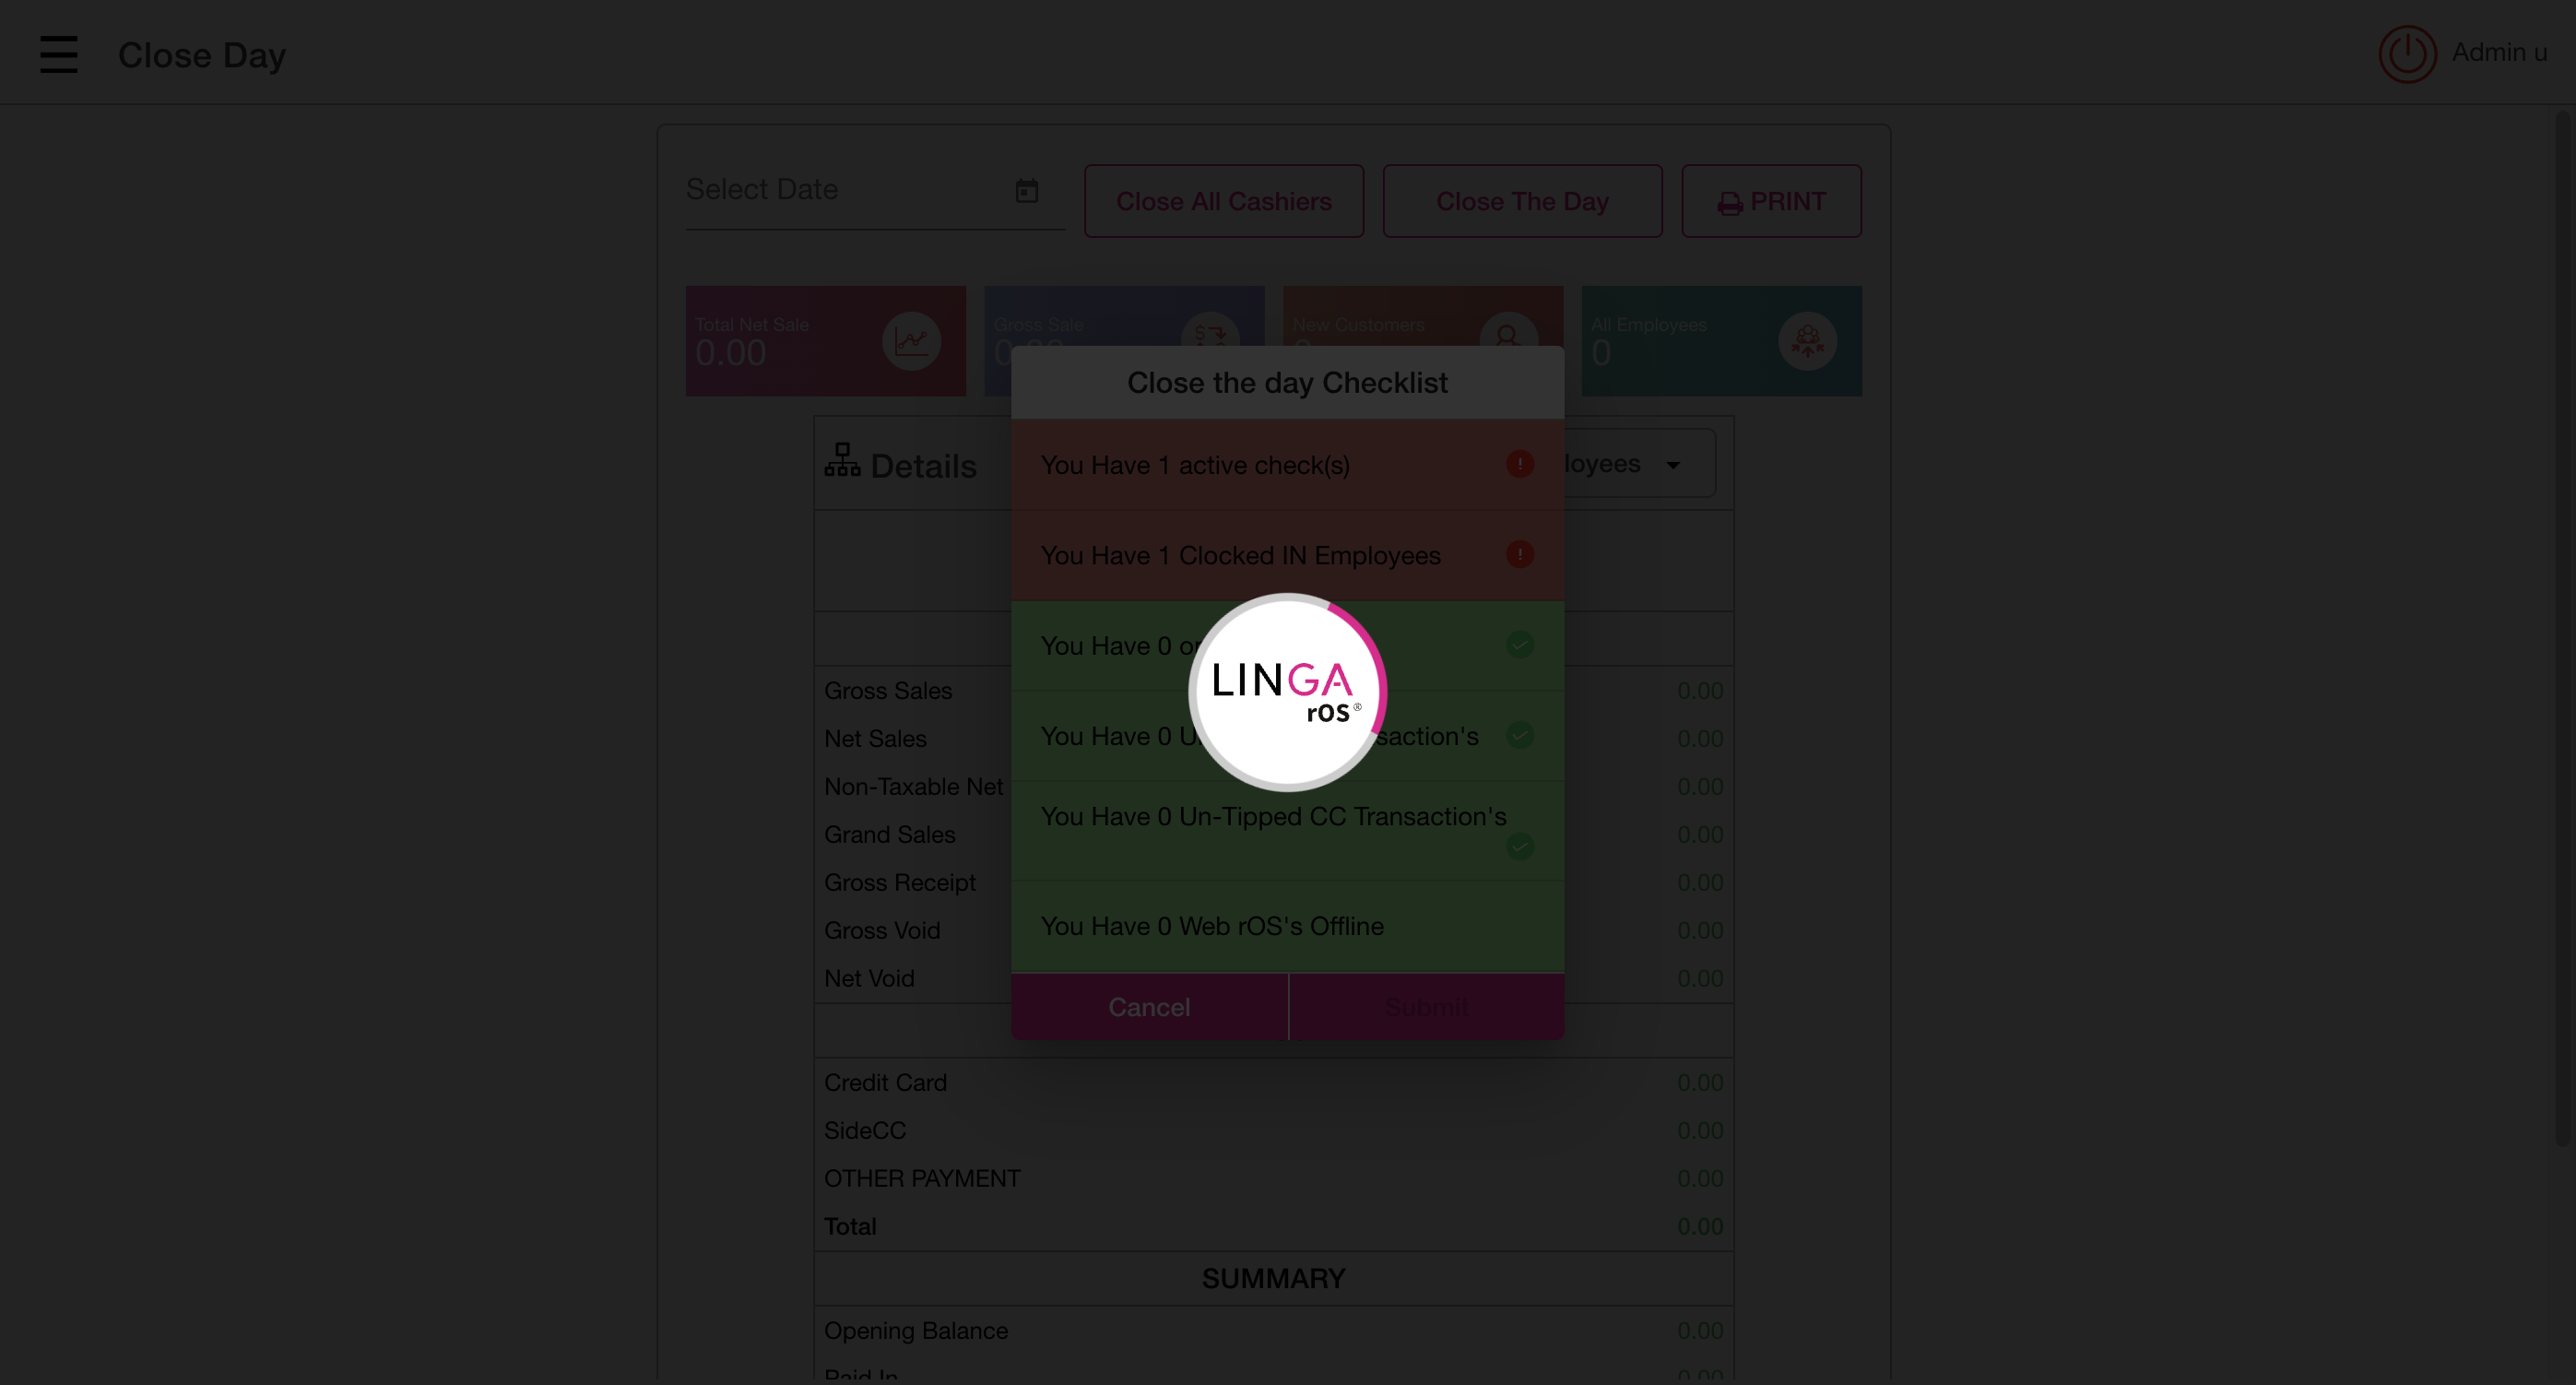 Close Day
Admin u
Select Date
Close All Cashiers
Close The Day
PRINT
Total Net Sale
0.00
Gross Sale
New Customers
All Employees
0
Close the day Checklist
Details
You Have 1 active check(s)
loyees
You Have 1 Clocked IN Employees
You Have 0 or
LINGA
rOS®
You Have 0 U
saction's
You Have 0 Un-Tipped CC Transaction's
You Have 0 Web rOS's Offline
Cancel
Submit
Gross Sales 0.00
Net Sales 0.00
Non-Taxable Net 0.00
Grand Sales 0.00
Gross Receipt 0.00
Gross Void 0.00
Net Void 0.00
Credit Card 0.00
SideCC 0.00
OTHER PAYMENT 0.00
Total 0.00
SUMMARY
Opening Balance 0.00
Paid In 0.00